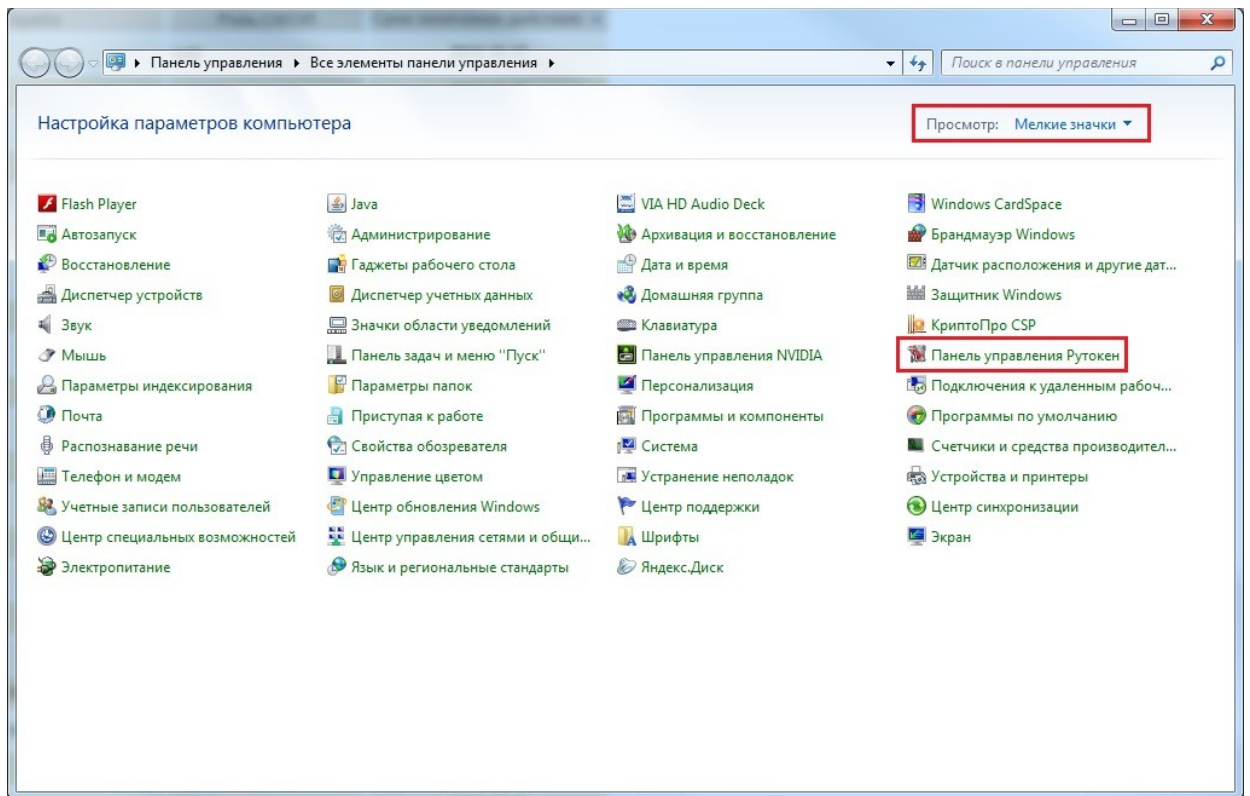 Панель управления ▸ Все элементы панели управления ▸
Поиск в панели управления
Настройка параметров компьютера
Просмотр: Мелкие значки
Flash Player
Java
VIA HD Audio Deck
Windows CardSpace
Автозапуск
Администрирование
Архивация и восстановление
Брандмауэр Windows
Восстановление
Гаджеты рабочего стола
Дата и время
Датчик расположения и другие дат...
Диспетчер устройств
Диспетчер учетных данных
Домашняя группа
Защитник Windows
Звук
Значки области уведомлений
Клавиатура
КриптоПро CSP
Мышь
Панель задач и меню "Пуск"
Панель управления NVIDIA
Панель управления Рутокен
Параметры индексирования
Параметры папок
Персонализация
Подключения к удаленным рабоч...
Почта
Приступая к работе
Программы и компоненты
Программы по умолчанию
Распознавание речи
Свойства обозревателя
Система
Счетчики и средства производител...
Телефон и модем
Управление цветом
Устранение неполадок
Устройства и принтеры
Учетные записи пользователей
Центр обновления Windows
Центр поддержки
Центр синхронизации
Центр специальных возможностей
Центр управления сетями и общи...
Шрифты
Экран
Электропитание
Язык и региональные стандарты
Яндекс.Диск